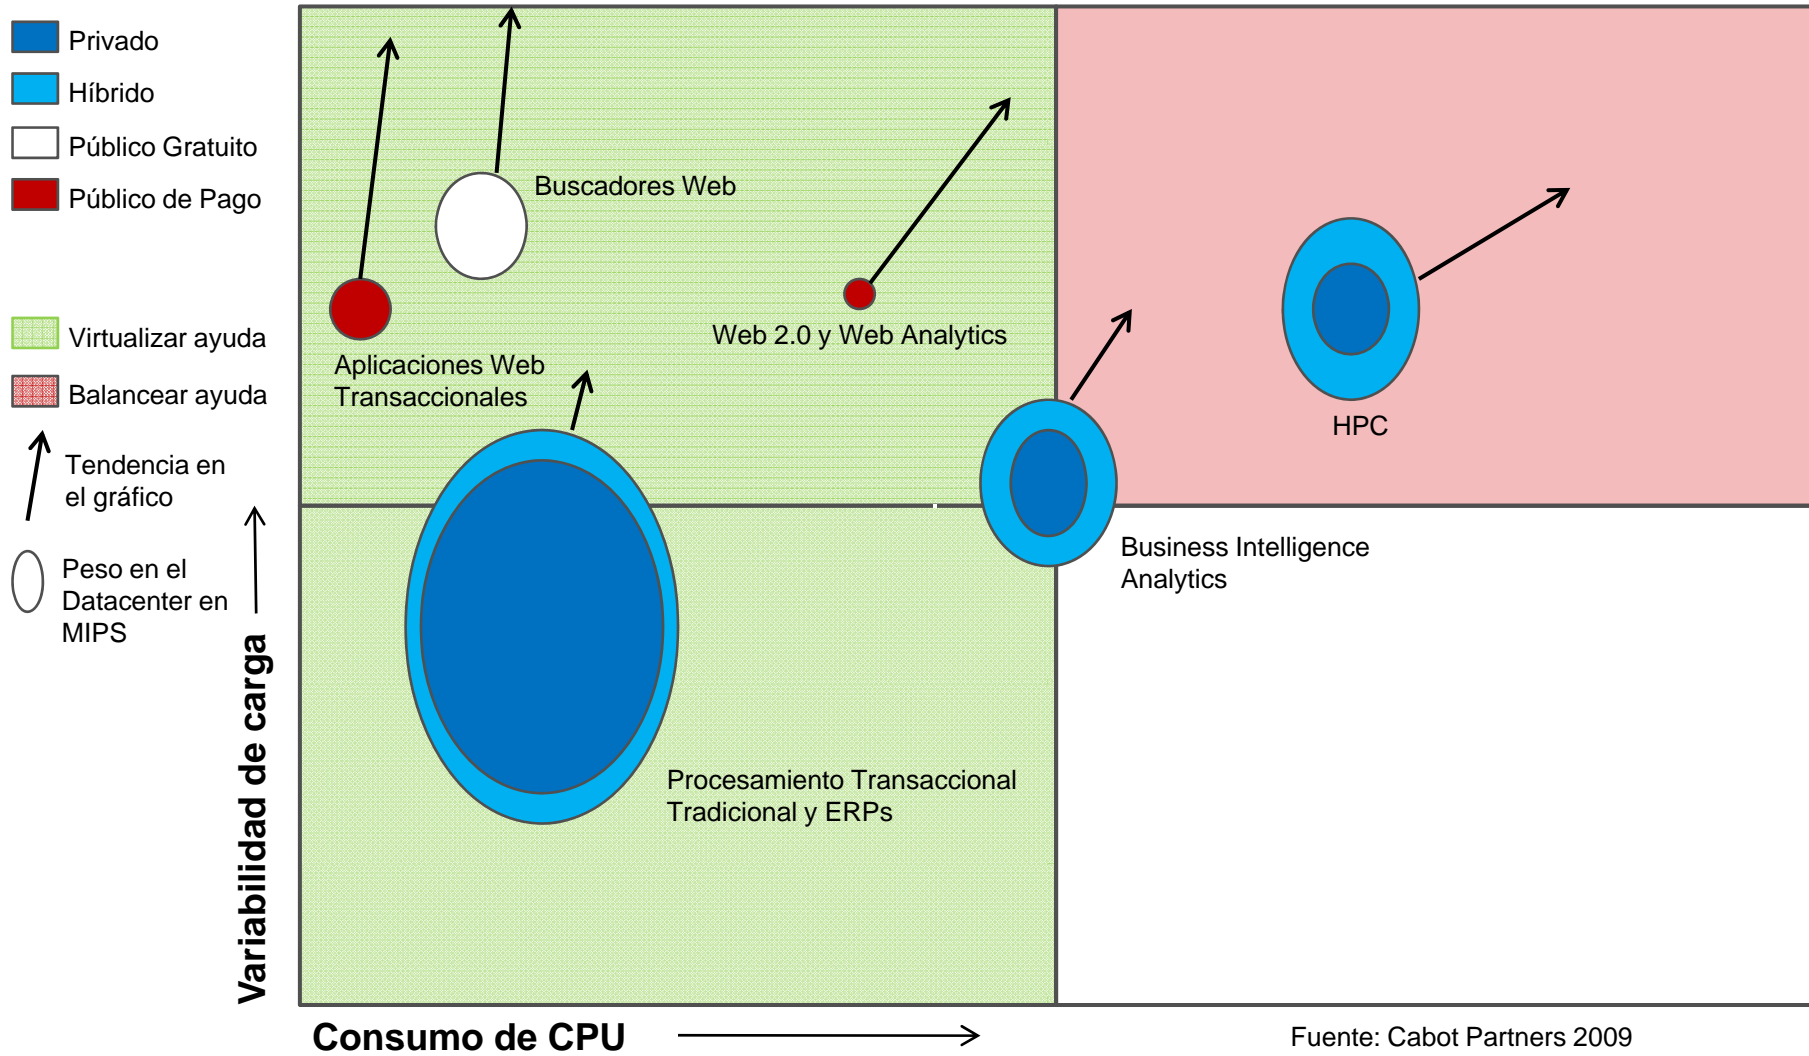 Privado
Híbrido
Público Gratuito
Público de Pago
Virtualizar ayuda
Balancear ayuda
Tendencia en
el gráfico
Peso en el
Datacenter en
MIPS
Variabilidad de carga
Buscadores Web
Aplicaciones Web
Transaccionales
Web 2.0 y Web Analytics
HPC
Business Intelligence
Analytics
Procesamiento Transaccional
Tradicional y ERPs
Consumo de CPU
Fuente: Cabot Partners 2009